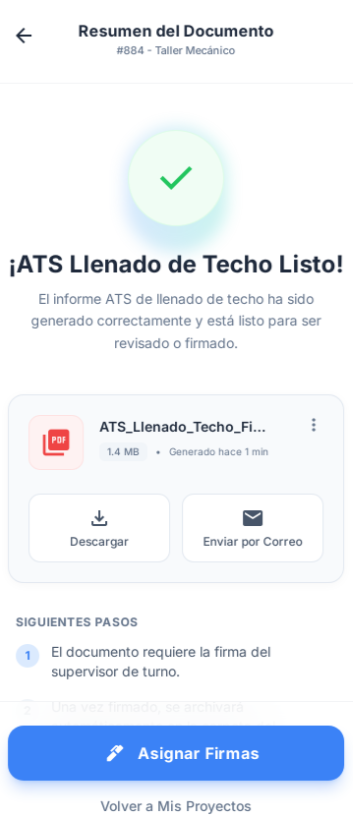 Resumen del Documento
#884 - Taller Mecánico
¡ATS Llenado de Techo Listo!
El informe ATS de llenado de techo ha sido
generado correctamente y está listo para ser
revisado o firmado.
PDF
ATS_Llenado_Techo_Fi...
1.4 MB • Generado hace 1 min
Descargar
Enviar por Correo
SIGUIENTES PASOS
1 El documento requiere la firma del
supervisor de turno.
2 Una vez firmado, se archivará
Asignar Firmas
Volver a Mis Proyectos